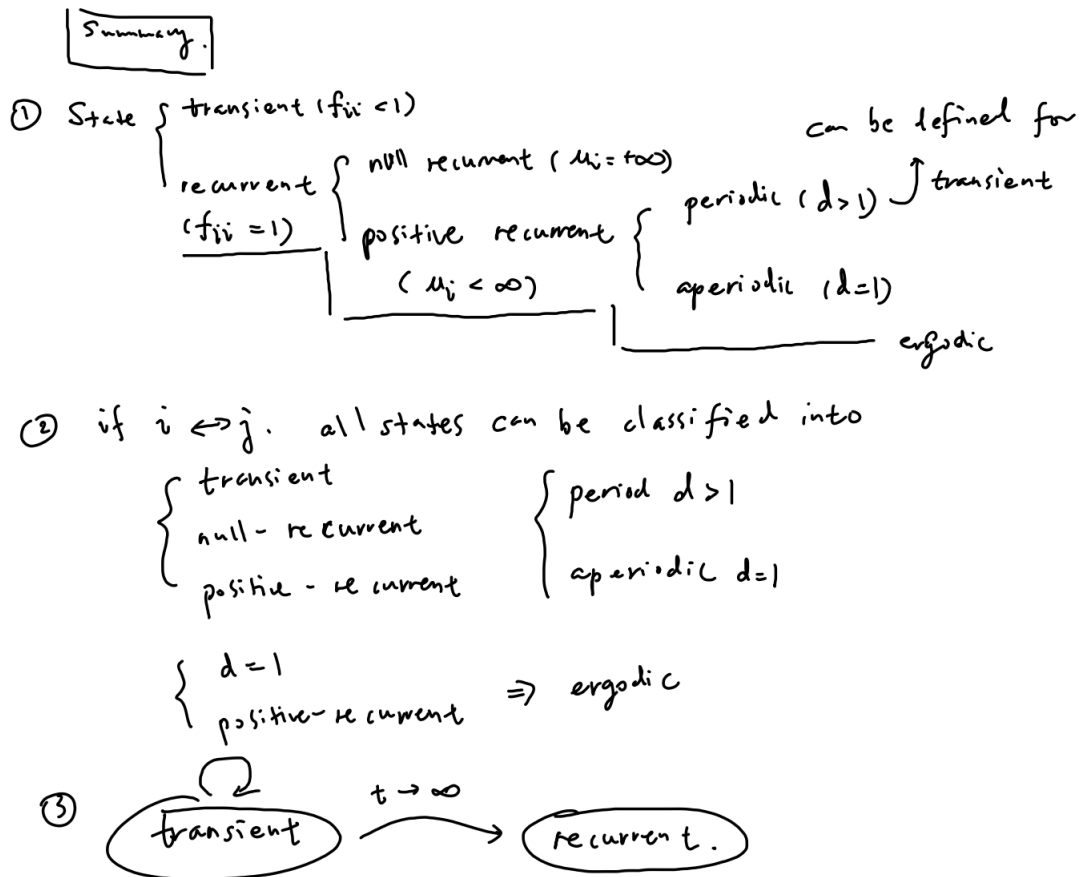 Summary.
① State { transient (fii < 1)
recurrent (fii = 1) { null recurrent ( μi = +∞)
positive recurrent ( μi < ∞) { periodic (d>1)
can be defined for transient
aperiodic (d=1)
ergodic
② if i ↔ j. all states can be classified into
{ transient
null - recurrent
positive - recurrent
{ period d > 1
aperiodic d=1
{ d = 1
positive - recurrent ⇒ ergodic
③ transient t → ∞ recurrent.